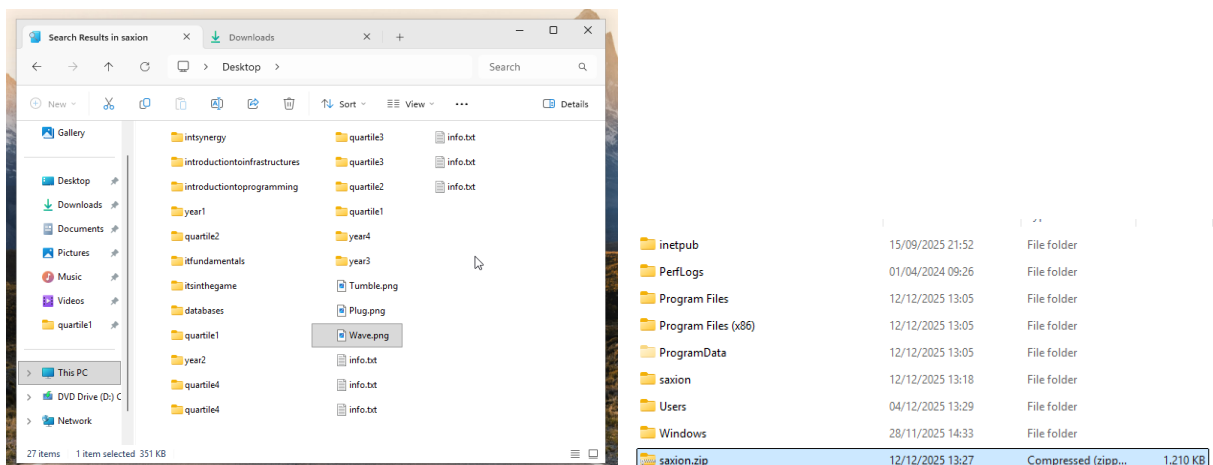 Search Results in saxion
Downloads
Desktop
Search
New
Sort
View
Details
Gallery
Desktop
Downloads
Documents
Pictures
Music
Videos
quartile1
This PC
DVD Drive (D:) C
Network
intsynergy
introductiontoinfrastructures
introductiontoprogramming
year1
quartile2
itfundamentals
itsinthegame
databases
quartile1
year2
quartile4
quartile4
quartile3
quartile3
quartile2
quartile1
year4
year3
Tumble.png
Plug.png
Wave.png
info.txt
info.txt
info.txt
info.txt
info.txt
info.txt
27 items 1 item selected 351 KB
inetpub 15/09/2025 21:52 File folder
PerfLogs 01/04/2024 09:26 File folder
Program Files 12/12/2025 13:05 File folder
Program Files (x86) 12/12/2025 13:05 File folder
ProgramData 12/12/2025 13:05 File folder
saxion 12/12/2025 13:18 File folder
Users 04/12/2025 13:29 File folder
Windows 28/11/2025 14:33 File folder
saxion.zip 12/12/2025 13:27 Compressed (zipp... 1.210 KB